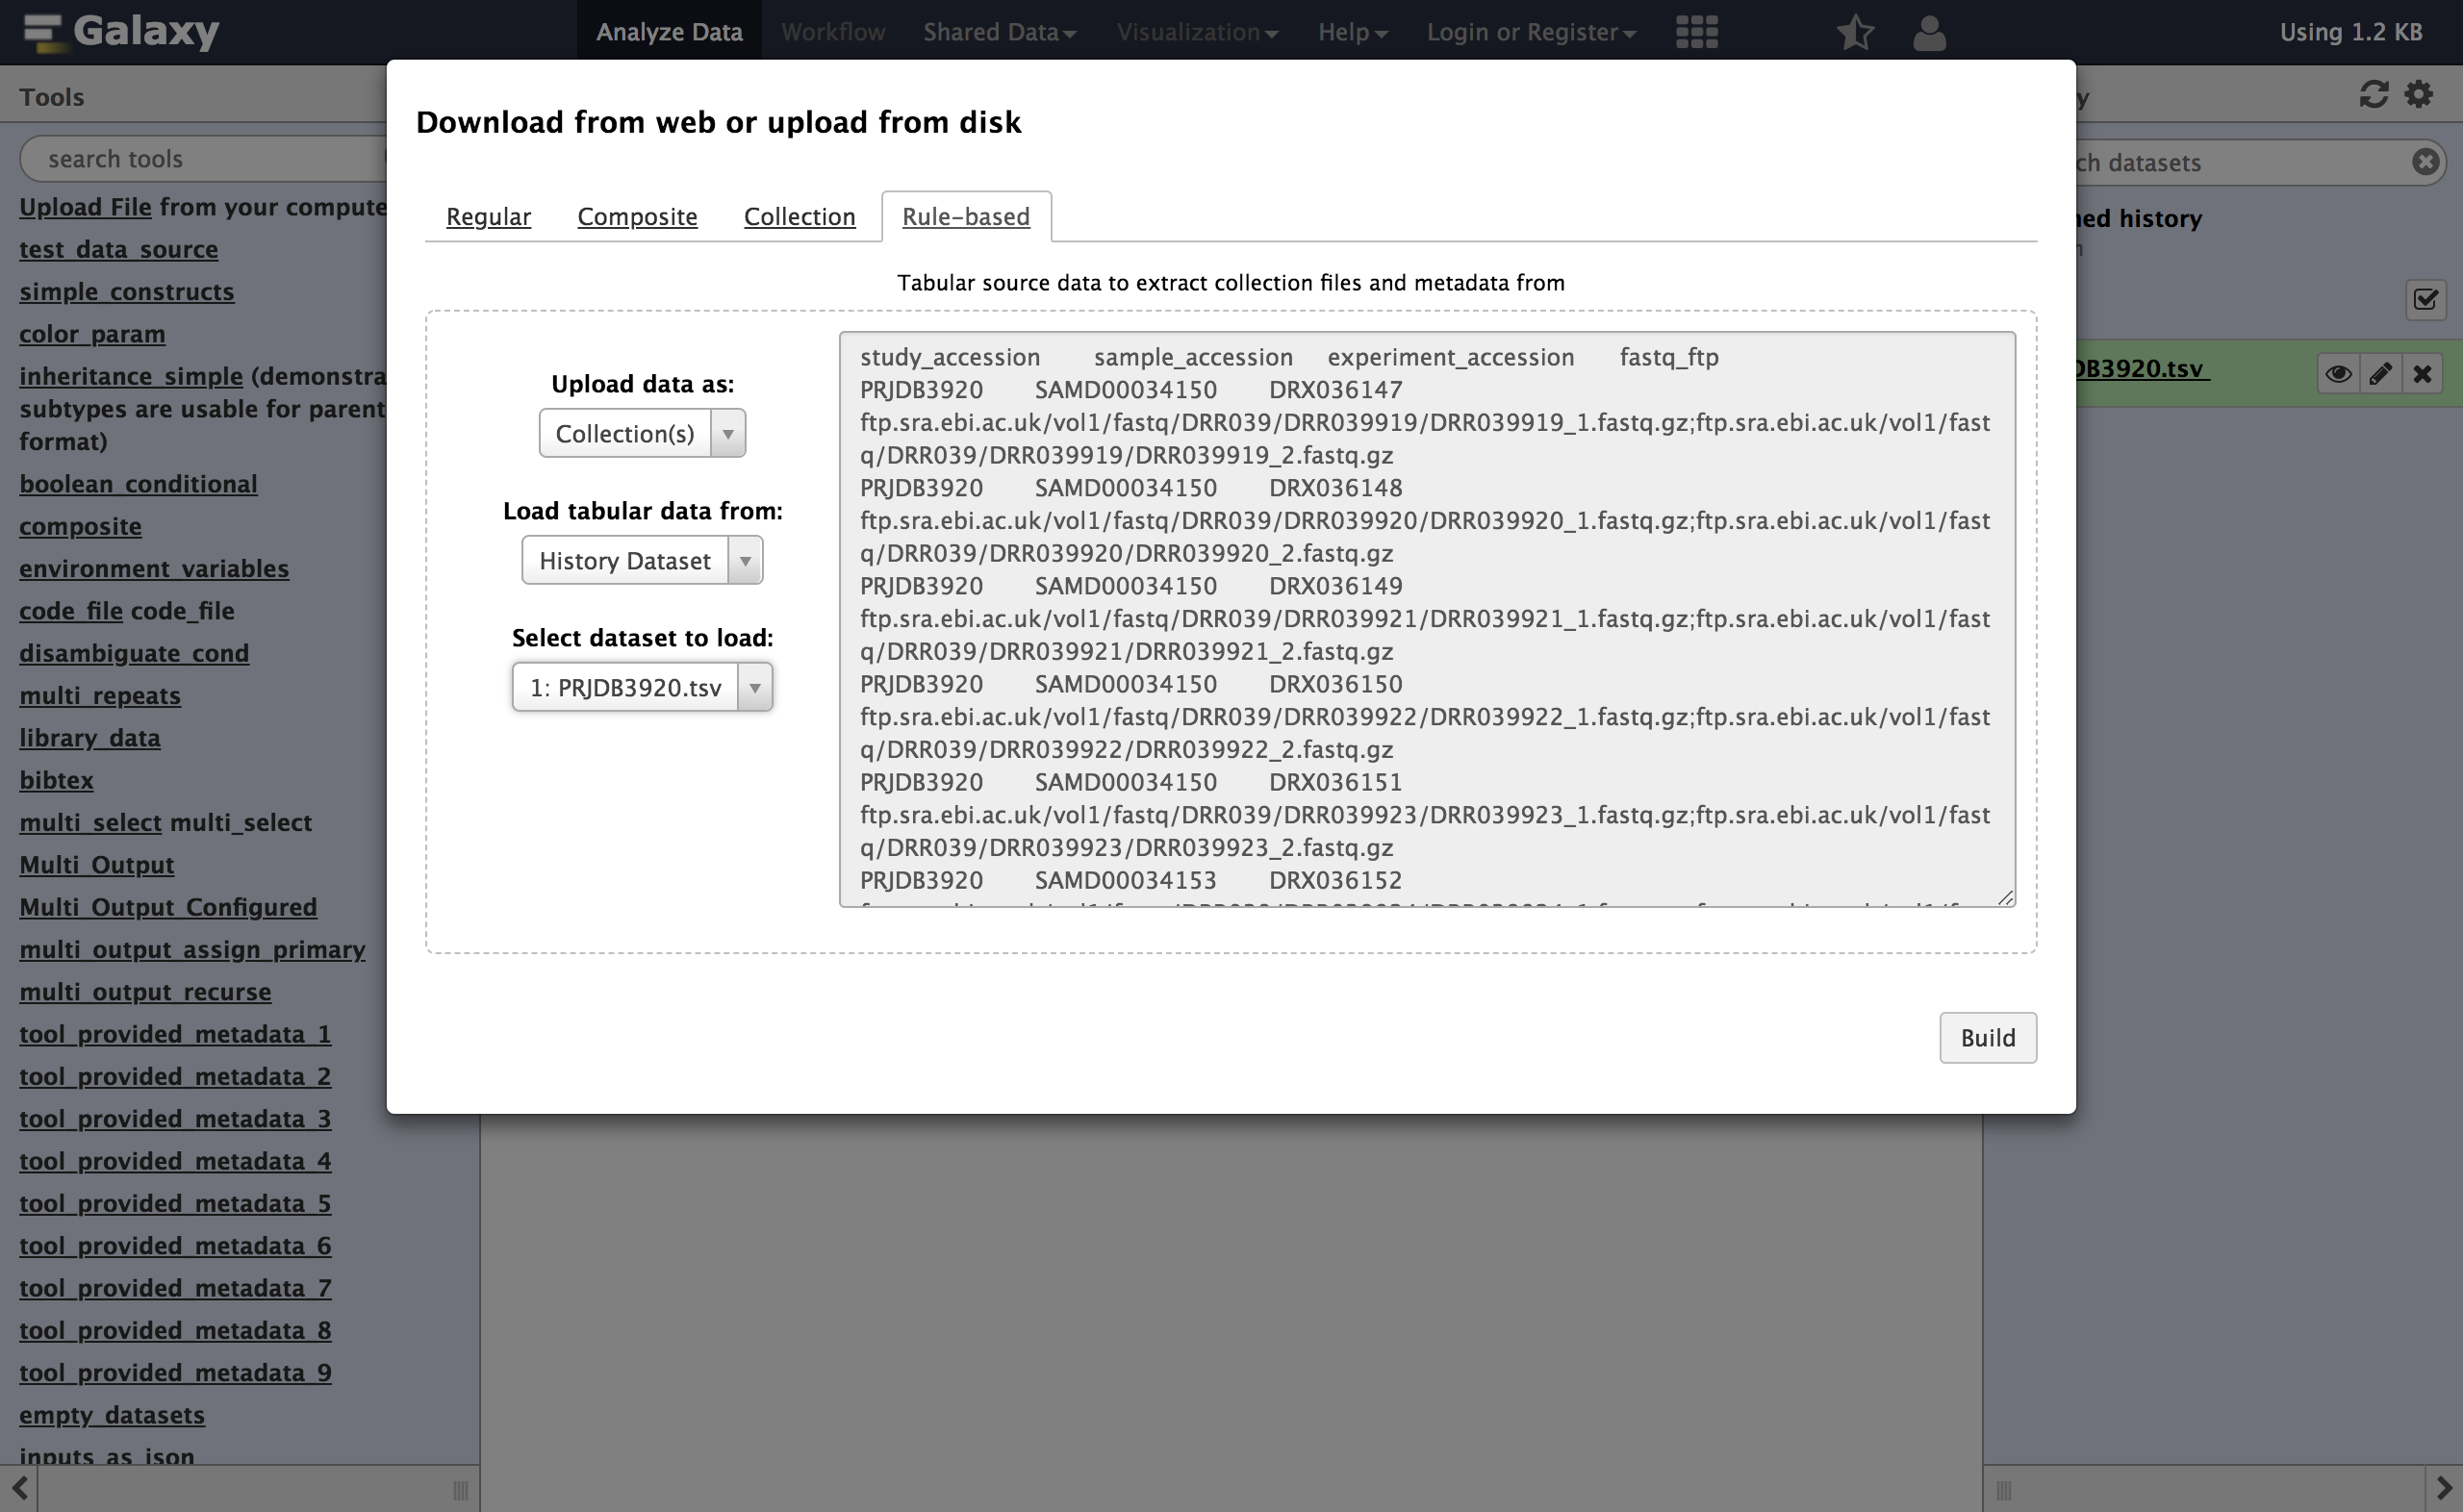 Galaxy
Analyze Data
Workflow
Shared Data
Visualization
Help
Login or Register
Using 1.2 KB
Tools
search tools
Upload File from your compute
test_data_source
simple_constructs
color_param
inheritance_simple (demonstra
subtypes are usable for parent
format)
boolean_conditional
composite
environment_variables
code_file code_file
disambiguate_cond
multi_repeats
library_data
bibtex
multi_select multi_select
Multi_Output
Multi_Output_Configured
multi_output_assign_primary
multi_output_recurse
tool_provided_metadata_1
tool_provided_metadata_2
tool_provided_metadata_3
tool_provided_metadata_4
tool_provided_metadata_5
tool_provided_metadata_6
tool_provided_metadata_7
tool_provided_metadata_8
tool_provided_metadata_9
empty_datasets
inputs_as_json
Download from web or upload from disk
Regular
Composite
Collection
Rule-based
Tabular source data to extract collection files and metadata from
Upload data as:
Collection(s)
Load tabular data from:
History Dataset
Select dataset to load:
1: PRJDB3920.tsv
study_accession sample_accession experiment_accession fastq_ftp
PRJDB3920 SAMD00034150 DRX036147
ftp.sra.ebi.ac.uk/vol1/fastq/DRR039/DRR039919/DRR039919_1.fastq.gz;ftp.sra.ebi.ac.uk/vol1/fast
q/DRR039/DRR039919/DRR039919_2.fastq.gz
PRJDB3920 SAMD00034150 DRX036148
ftp.sra.ebi.ac.uk/vol1/fastq/DRR039/DRR039920/DRR039920_1.fastq.gz;ftp.sra.ebi.ac.uk/vol1/fast
q/DRR039/DRR039920/DRR039920_2.fastq.gz
PRJDB3920 SAMD00034150 DRX036149
ftp.sra.ebi.ac.uk/vol1/fastq/DRR039/DRR039921/DRR039921_1.fastq.gz;ftp.sra.ebi.ac.uk/vol1/fast
q/DRR039/DRR039921/DRR039921_2.fastq.gz
PRJDB3920 SAMD00034150 DRX036150
ftp.sra.ebi.ac.uk/vol1/fastq/DRR039/DRR039922/DRR039922_1.fastq.gz;ftp.sra.ebi.ac.uk/vol1/fast
q/DRR039/DRR039922/DRR039922_2.fastq.gz
PRJDB3920 SAMD00034150 DRX036151
ftp.sra.ebi.ac.uk/vol1/fastq/DRR039/DRR039923/DRR039923_1.fastq.gz;ftp.sra.ebi.ac.uk/vol1/fast
q/DRR039/DRR039923/DRR039923_2.fastq.gz
PRJDB3920 SAMD00034153 DRX036152
Build
y
ch datasets
ned history
DB3920.tsv